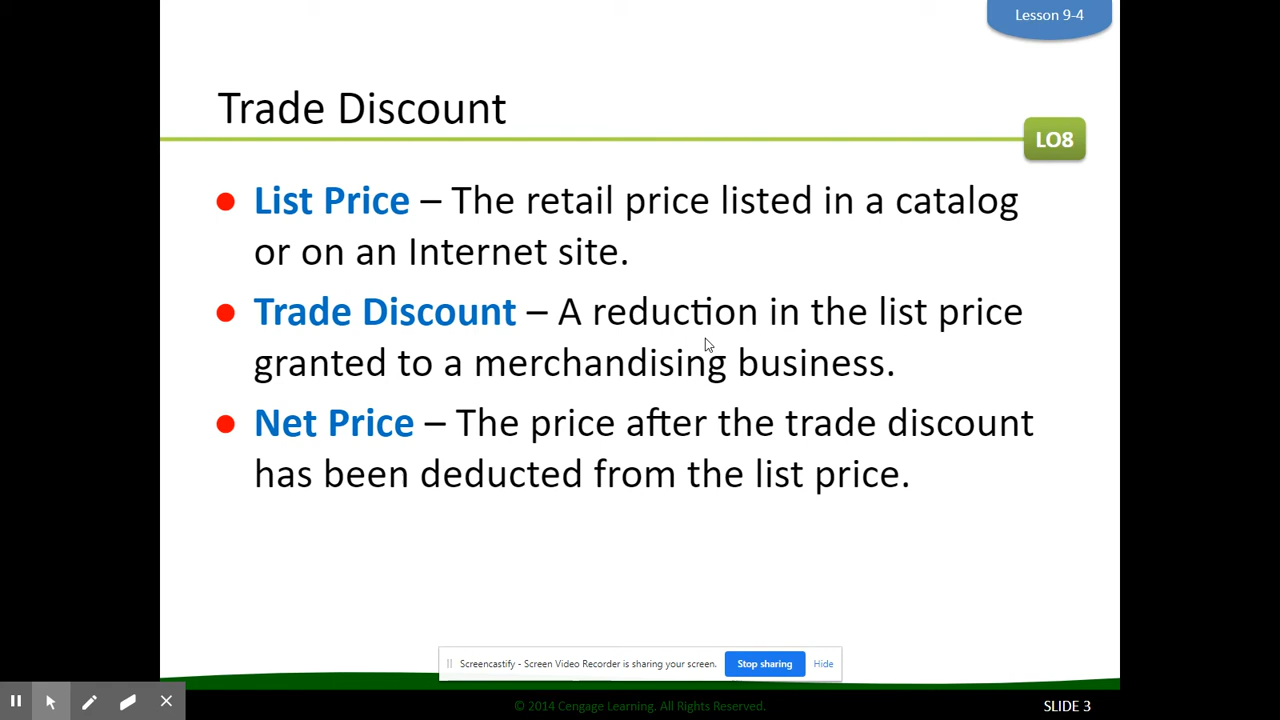 Lesson 9-4
Trade Discount
LO8
● List Price – The retail price listed in a catalog
or on an Internet site.
● Trade Discount – A reduction in the list price
granted to a merchandising business.
● Net Price – The price after the trade discount
has been deducted from the list price.
Screencastify - Screen Video Recorder is sharing your screen. Stop sharing Hide
© 2014 Cengage Learning. All Rights Reserved.
SLIDE 3